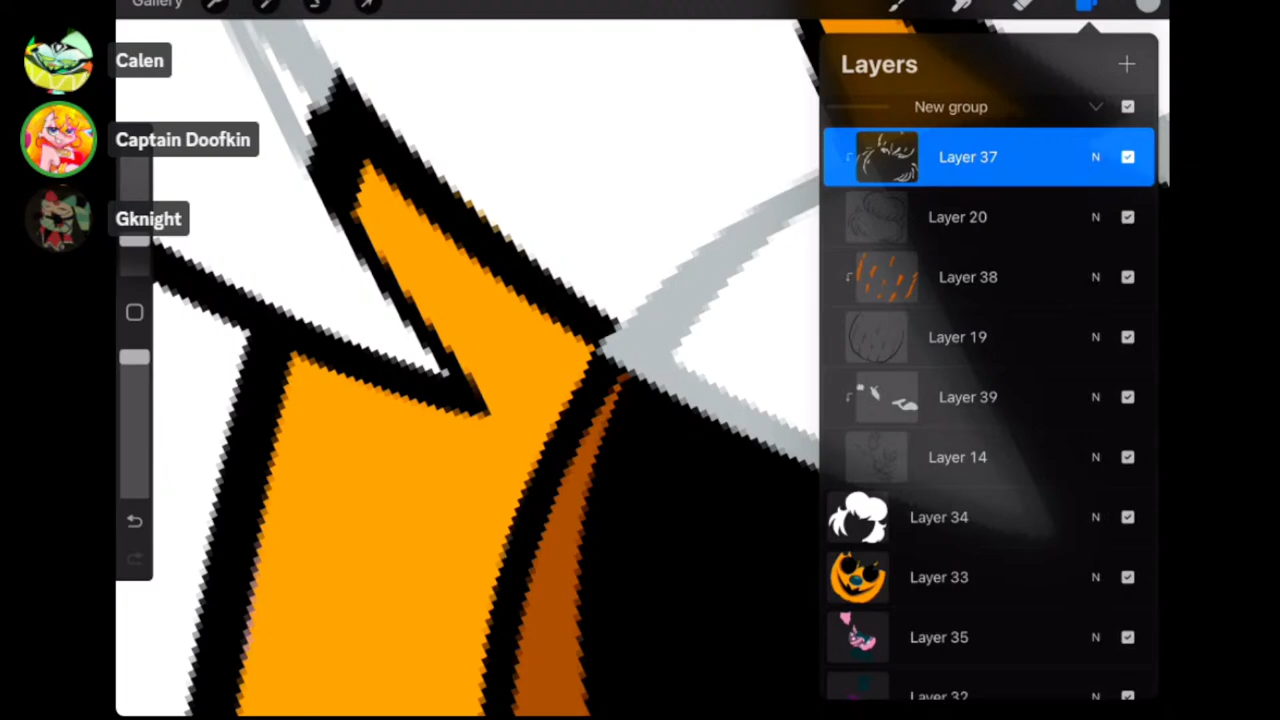 Gallery
Calen
Captain Doofkin
Gknight
Layers
New group
Layer 37 N
Layer 20 N
Layer 38 N
Layer 19 N
Layer 39 N
Layer 14 N
Layer 34 N
Layer 33 N
Layer 35 N
Layer 32 N